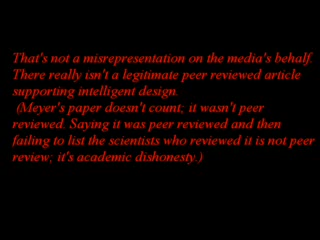 That's not a misrepresentation on the media's behalf.
There really isn't a legitimate peer reviewed article
supporting intelligent design.
(Meyer's paper doesn't count; it wasn't peer
reviewed. Saying it was peer reviewed and then
failing to list the scientists who reviewed it is not peer
review; it's academic dishonesty.)